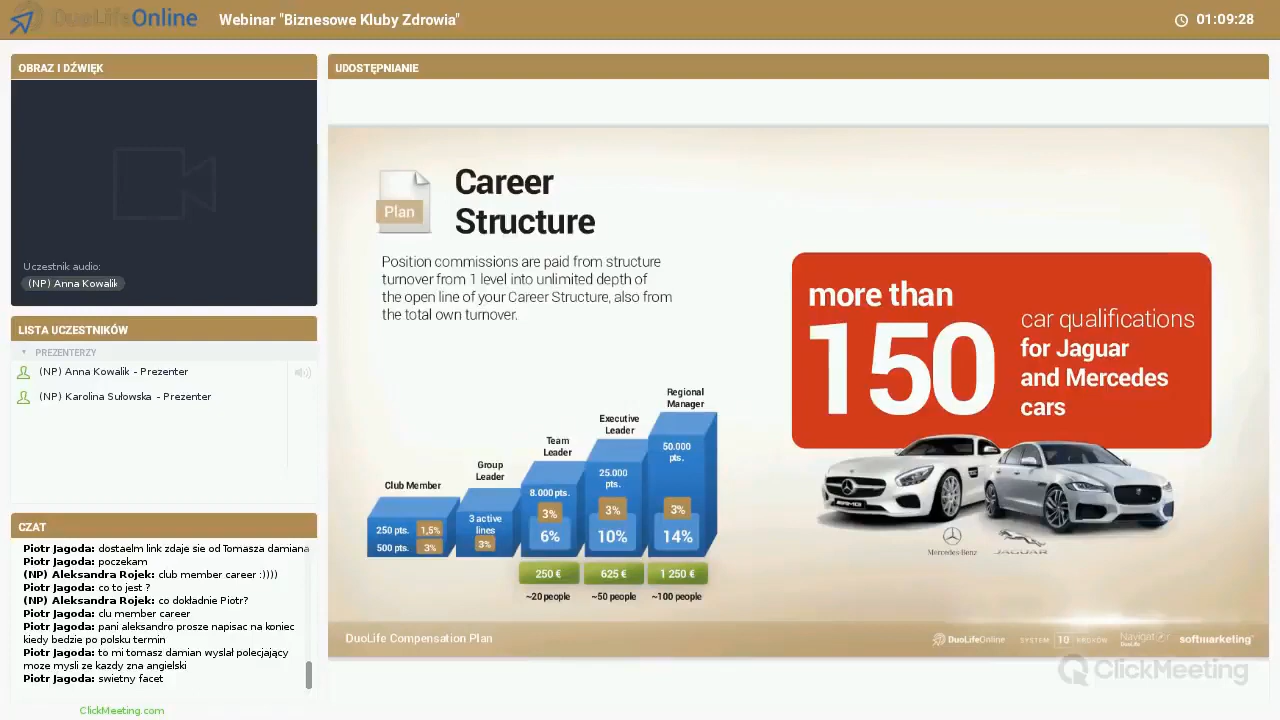 DuoLifeOnline
Webinar "Biznesowe Kluby Zdrowia"
01:09:28
OBRAZ I DŹWIĘK
Uczestnik audio:
(NP) Anna Kowalik
LISTA UCZESTNIKÓW
PREZENTERZY
(NP) Anna Kowalik - Prezenter
(NP) Karolina Sułowska - Prezenter
CZAT
Piotr Jagoda: dostaełm link zdaje sie od Tomasza damiana
Piotr Jagoda: poczekam
(NP) Aleksandra Rojek: club member career :))))
Piotr Jagoda: co to jest ?
(NP) Aleksandra Rojek: co dokładnie Piotr?
Piotr Jagoda: clu member career
Piotr Jagoda: pani aleksandro prosze napisac na koniec
kiedy bedzie po polsku termin
Piotr Jagoda: to mi tomasz damian wyslał polecjający
moze mysli ze kazdy zna angielski
Piotr Jagoda: swietny facet
ClickMeeting.com
UDOSTĘPNIANIE
Plan
Career
Structure
Position commissions are paid from structure
turnover from 1 level into unlimited depth of
the open line of your Career Structure, also from
the total own turnover.
Club Member
250 pts. 1,5%
500 pts. 3%
Group
Leader
3 active
lines
3%
Team
Leader
8.000 pts.
3%
6%
250 €
~20 people
Executive
Leader
25.000
pts.
3%
10%
625 €
~50 people
Regional
Manager
50.000
pts.
3%
14%
1 250 €
~100 people
more than
150
car qualifications
for Jaguar
and Mercedes
cars
Mercedes-Benz
JAGUAR
DuoLife Compensation Plan
DuoLifeOnline
SYSTEM 10 KROKÓW
Navigator
DuoLife
softmarketing
ClickMeeting